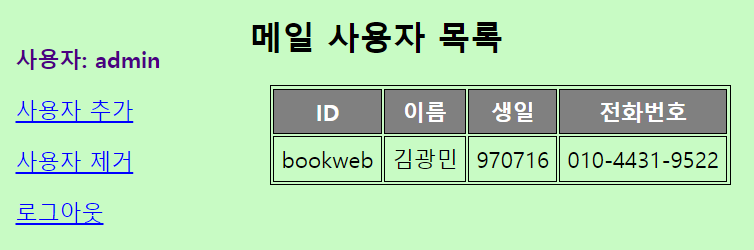 메일 사용자 목록
사용자: admin
사용자 추가
사용자 제거
로그아웃
ID 이름 생일 전화번호
bookweb 김광민 970716 010-4431-9522